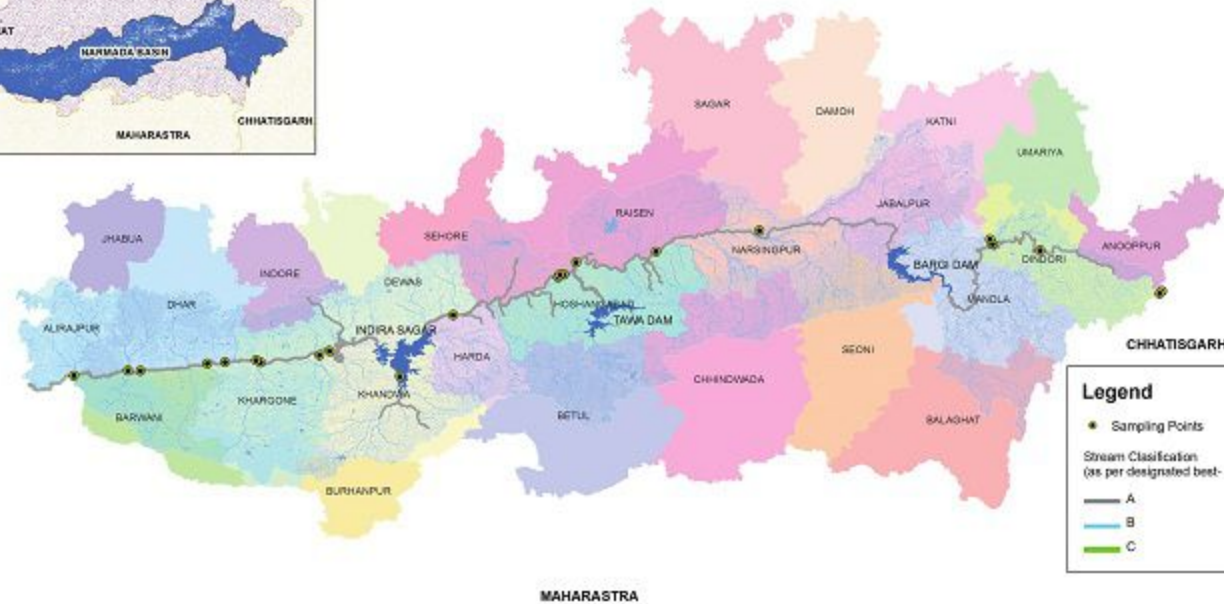 NARMADA BASIN
CHHATISGARH
MAHARASTRA
SAGAR
DAMOH
KATNI
UMARIYA
JABALPUR
RAISEN
JHABUA
SEHORE
NARSINGPUR
ANOOPPUR
INDORE
BARGI DAM
DINDORI
DEWAS
DHAR
HOSHANGABAD
MANDLA
TAWA DAM
ALIRAJPUR
INDIRA SAGAR
CHHATISGARH
HARDA
SEONI
CHHINDWADA
KHANDWA
KHARGONE
BARWANI
BETUL
BALAGHAT
BURHANPUR
Legend
Sampling Points
Stream Clasification
(as per designated best-
A
B
C
MAHARASTRA